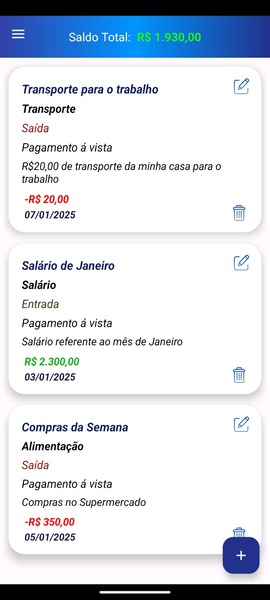 Saldo Total: R$ 1.930,00
Transporte para o trabalho
Transporte
Saída
Pagamento á vista
R$20,00 de transporte da minha casa para o
trabalho
-R$ 20,00
07/01/2025
Salário de Janeiro
Salário
Entrada
Pagamento á vista
Salário referente ao mês de Janeiro
R$ 2.300,00
03/01/2025
Compras da Semana
Alimentação
Saída
Pagamento á vista
Compras no Supermercado
-R$ 350,00
05/01/2025
+